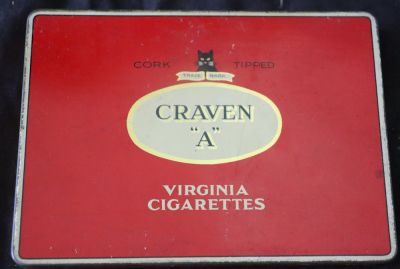 CORK TIPPED
TRADE MARK
CRAVEN
"A"
VIRGINIA
CIGARETTES